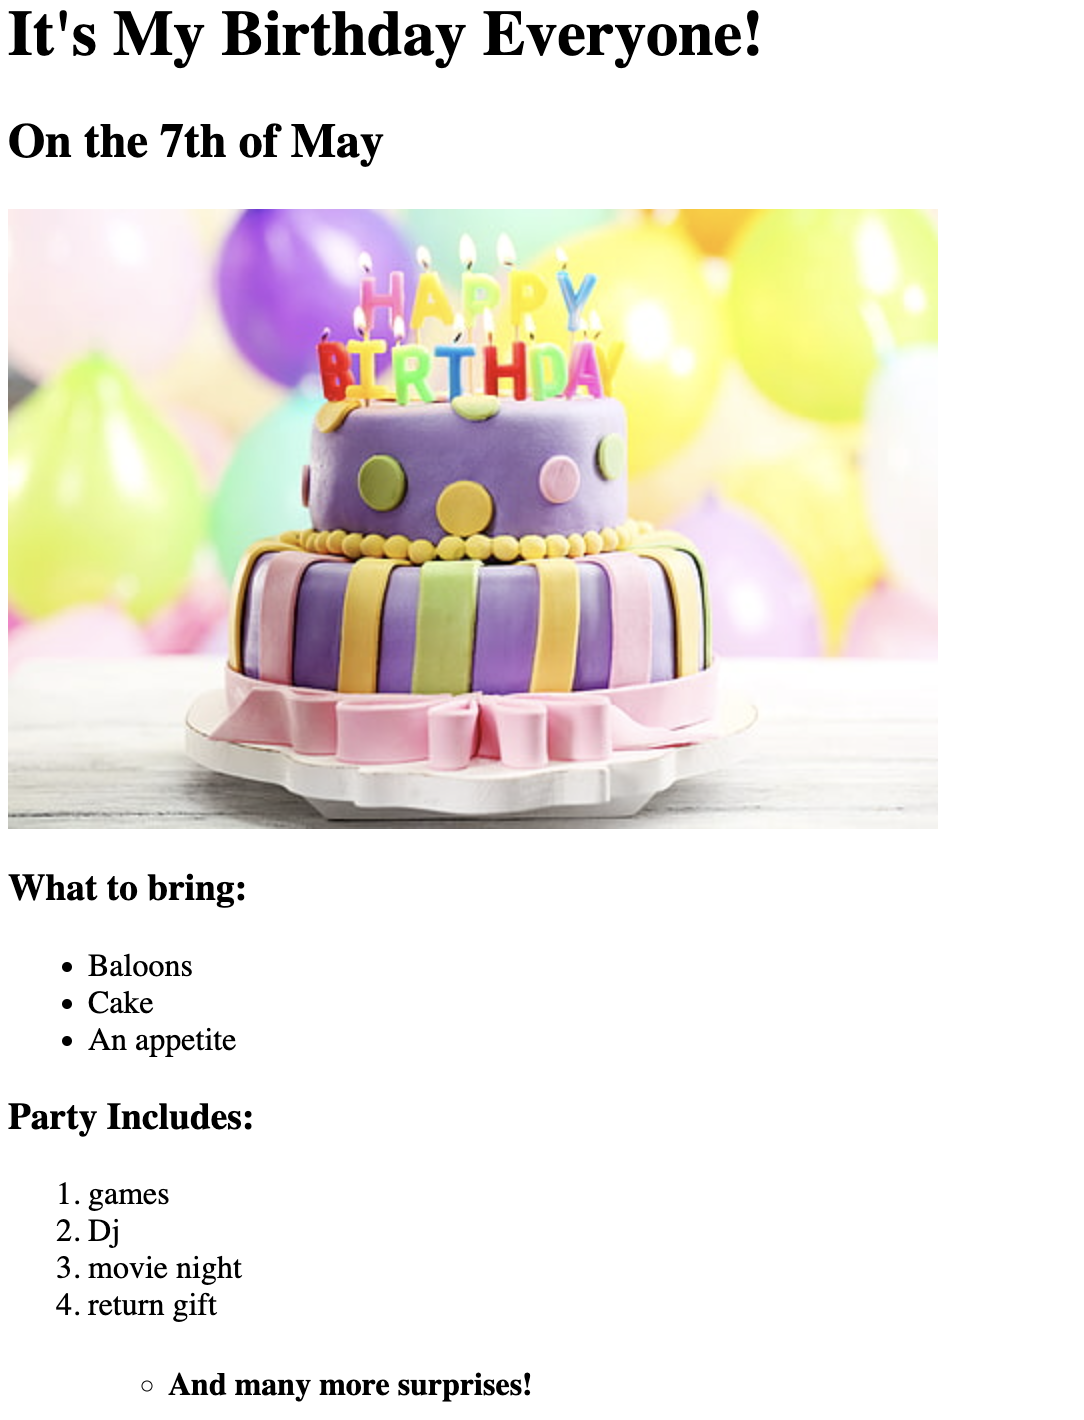 It's My Birthday Everyone!
On the 7th of May
HAPPY
BIRTHDAY
What to bring:
• Baloons
• Cake
• An appetite
Party Includes:
1. games
2. Dj
3. movie night
4. return gift
◦ And many more surprises!